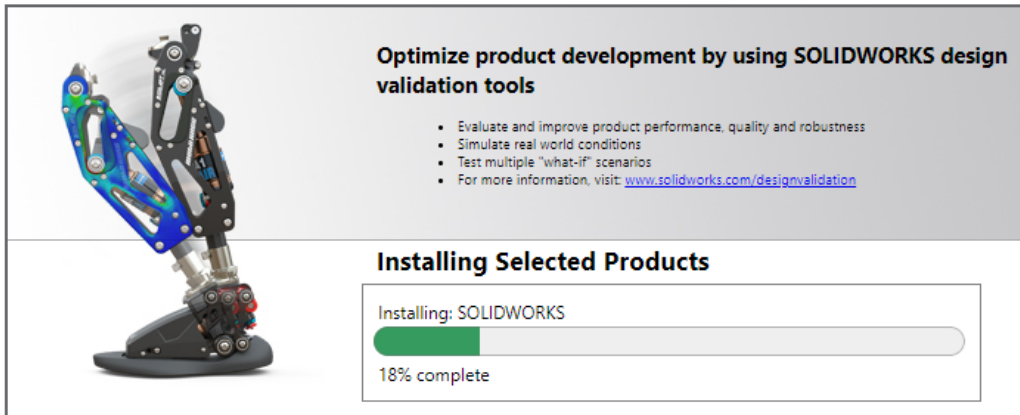 Optimize product development by using SOLIDWORKS design
validation tools
• Evaluate and improve product performance, quality and robustness
• Simulate real world conditions
• Test multiple "what-if" scenarios
• For more information, visit: www.solidworks.com/designvalidation
Installing Selected Products
Installing: SOLIDWORKS
18% complete